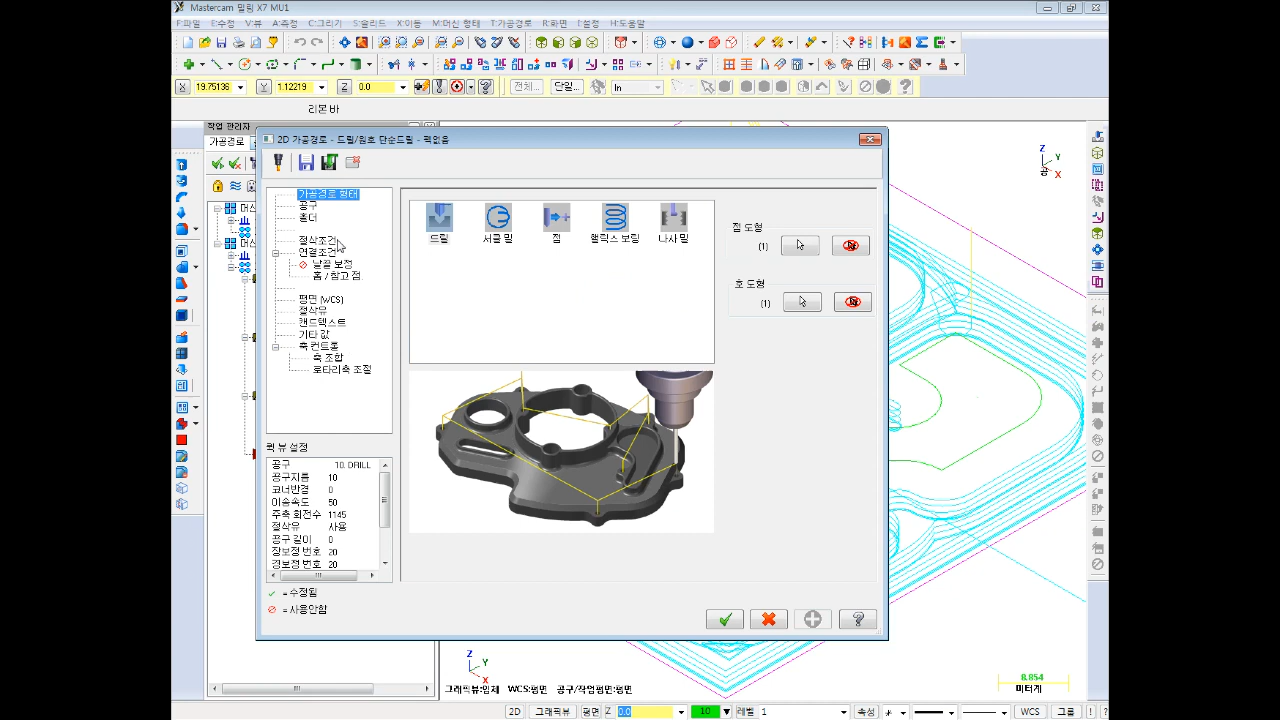 Mastercam 밀링 X7 MU1
F:파일 E:수정 V:뷰 A:측정 C:그리기 S:솔리드 X:이동 M:머신 형태 T:가공경로 R:화면 I:설정 H:도움말
X 19.75136 Y 1.12219 Z 0.0 전체... 단일... In
리본 바
작업 관리자
가공경로
2D 가공경로 - 드릴/원호 단순드릴 - 펙없음
가공경로 형태
공구
홀더
절삭조건
연결조건
날끝 보정
홈 / 참고 점
평면 (WCS)
절삭유
캔드텍스트
기타 값
축 컨트롤
축 조합
로타리축 조절
드릴
서클 밀
점
헬릭스 보링
나사 밀
점 도형
(1)
호 도형
(1)
퀵 뷰 설정
공구 10. DRILL
공구지름 10
코너반경 0
이송속도 50
주축 회전수 1145
절삭유 사용
공구 길이 0
장보정 번호 20
경보정 번호 20
= 수정됨
= 사용안함
Z
Y
X
공
Z
Y
X
그래픽뷰:입체 WCS:평면 공구/작업평면:평면
8.854
미터계
2D 그래픽뷰 평면 Z 0.0 10 레벨 1 속성 WCS 그룹 ! ?